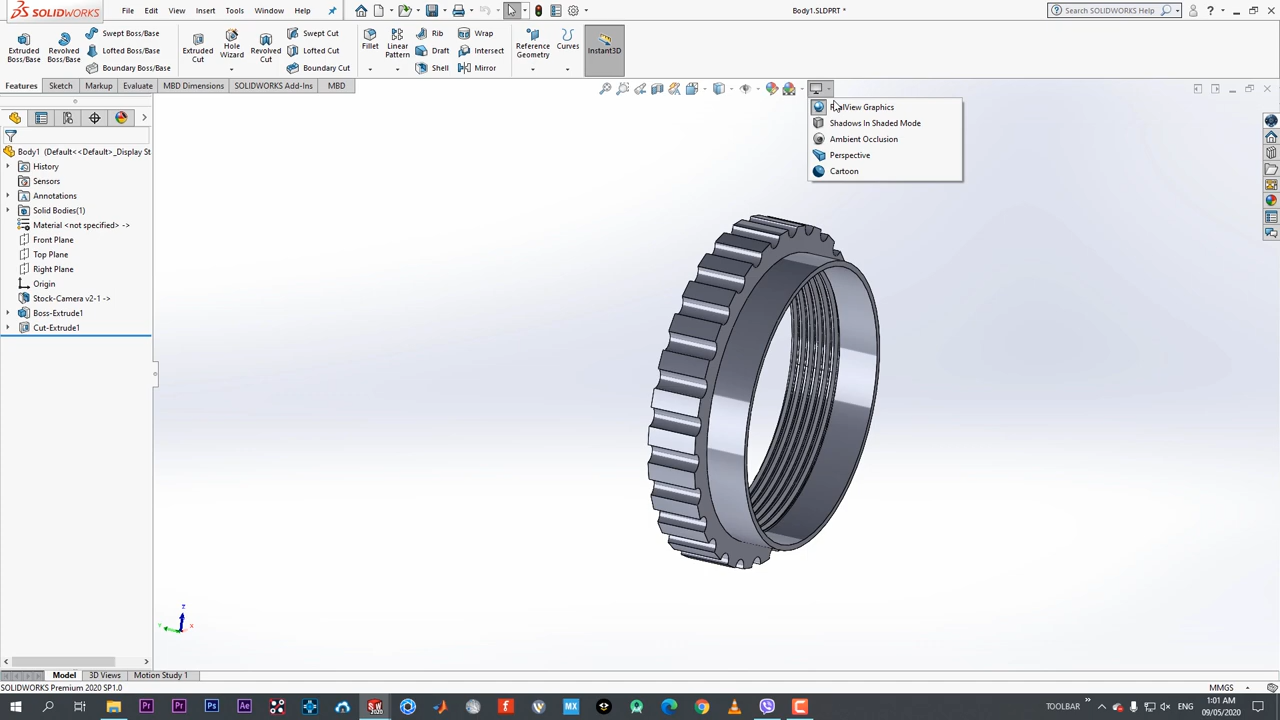 SOLIDWORKS File Edit View Insert Tools Window Help Body1.SLDPRT * Search SOLIDWORKS Help
Extruded Boss/Base
Revolved Boss/Base
Swept Boss/Base
Lofted Boss/Base
Boundary Boss/Base
Extruded Cut
Hole Wizard
Revolved Cut
Swept Cut
Lofted Cut
Boundary Cut
Fillet
Linear Pattern
Rib
Draft
Shell
Wrap
Intersect
Mirror
Reference Geometry
Curves
Instant3D
Features Sketch Markup Evaluate MBD Dimensions SOLIDWORKS Add-Ins MBD
RealView Graphics
Shadows In Shaded Mode
Ambient Occlusion
Perspective
Cartoon
Body1 (Default<<Default>_Display St
History
Sensors
Annotations
Solid Bodies(1)
Material <not specified> ->
Front Plane
Top Plane
Right Plane
Origin
Stock-Camera v2-1 ->
Boss-Extrude1
Cut-Extrude1
Z
Y
X
Model 3D Views Motion Study 1
SOLIDWORKS Premium 2020 SP1.0 MMGS
TOOLBAR ENG 1:01 AM
09/05/2020